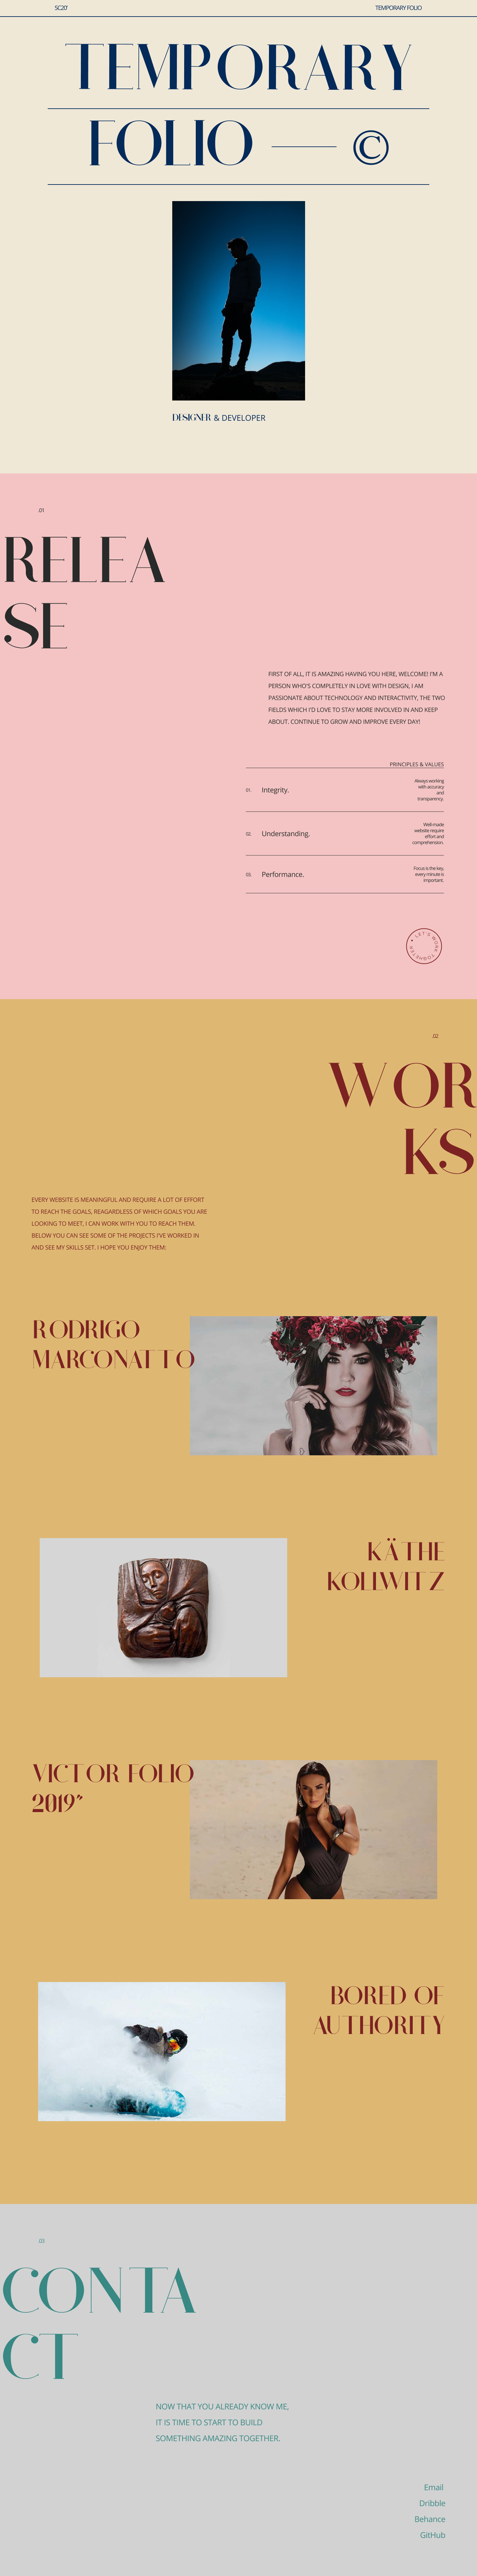 SC20'
TEMPORARY FOLIO
TEMPORARY
FOLIO — ©
DESIGNER & DEVELOPER
.01
RELEA
SE
FIRST OF ALL, IT IS AMAZING HAVING YOU HERE, WELCOME! I'M A
PERSON WHO'S COMPLETELY IN LOVE WITH DESIGN, I AM
PASSIONATE ABOUT TECHNOLOGY AND INTERACTIVITY, THE TWO
FIELDS WHICH I'D LOVE TO STAY MORE INVOLVED IN AND KEEP
ABOUT. CONTINUE TO GROW AND IMPROVE EVERY DAY!
PRINCIPLES & VALUES
01.
Integrity.
Always working
with accuracy
and
transparency.
02.
Understanding.
Well-made
website require
effort and
comprehension.
03.
Performance.
Focus is the key,
every minute is
important.
LET'S WORK TOGETHER
.02
WOR
KS
EVERY WEBSITE IS MEANINGFUL AND REQUIRE A LOT OF EFFORT
TO REACH THE GOALS, REAGARDLESS OF WHICH GOALS YOU ARE
LOOKING TO MEET, I CAN WORK WITH YOU TO REACH THEM.
BELOW YOU CAN SEE SOME OF THE PROJECTS I'VE WORKED IN
AND SEE MY SKILLS SET. I HOPE YOU ENJOY THEM:
RODRIGO
MARCONATTO
KÄTHE
KOLLWITZ
VICTOR FOLIO
2019"
BORED OF
AUTHORITY
.03
CONTA
CT
NOW THAT YOU ALREADY KNOW ME,
IT IS TIME TO START TO BUILD
SOMETHING AMAZING TOGETHER.
Email
Dribble
Behance
GitHub